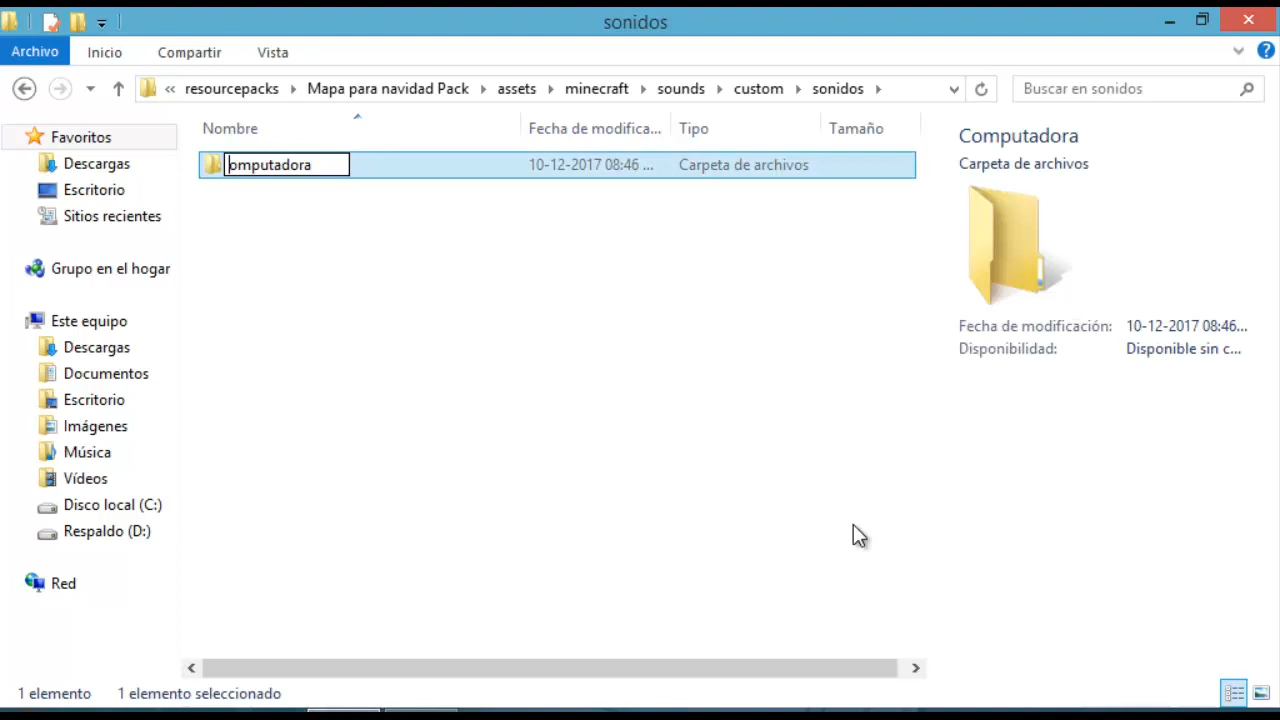 sonidos
Archivo Inicio Compartir Vista
« resourcepacks Mapa para navidad Pack assets minecraft sounds custom sonidos Buscar en sonidos
Nombre Fecha de modifica... Tipo Tamaño
omputadora 10-12-2017 08:46 ... Carpeta de archivos
Favoritos
Descargas
Escritorio
Sitios recientes
Grupo en el hogar
Este equipo
Descargas
Documentos
Escritorio
Imágenes
Música
Vídeos
Disco local (C:)
Respaldo (D:)
Red
Computadora
Carpeta de archivos
Fecha de modificación: 10-12-2017 08:46...
Disponibilidad: Disponible sin c...
1 elemento 1 elemento seleccionado